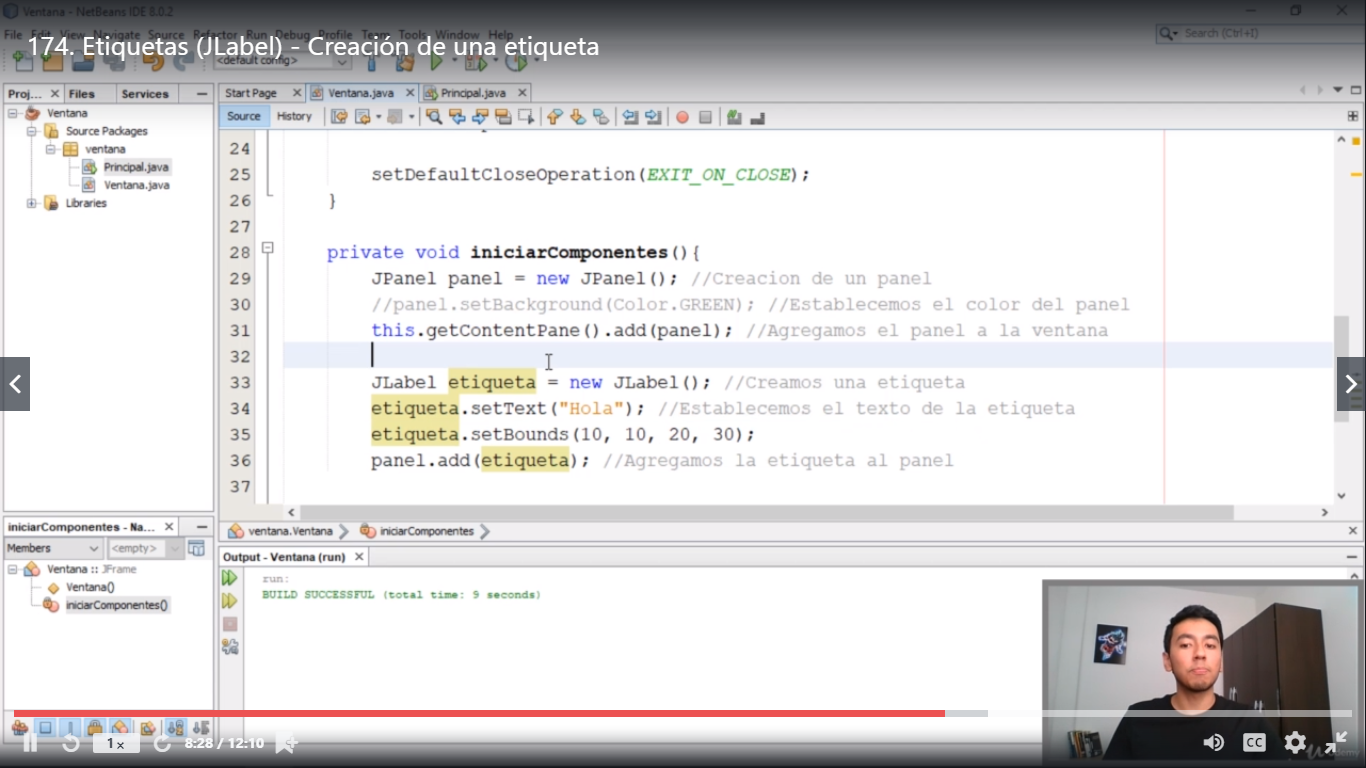 Ventana - NetBeans IDE 8.0.2
File Edit View Navigate Source Refactor Run Debug Profile Team Tools Window Help
Search (Ctrl+I)
174. Etiquetas (JLabel) - Creación de una etiqueta
<default config>
Proj... Files Services
Start Page Ventana.java Principal.java
Source History
Ventana
Source Packages
ventana
Principal.java
Ventana.java
Libraries
24
25 setDefaultCloseOperation(EXIT_ON_CLOSE);
26 }
27
28 private void iniciarComponentes(){
29 JPanel panel = new JPanel(); //Creacion de un panel
30 //panel.setBackground(Color.GREEN); //Establecemos el color del panel
31 this.getContentPane().add(panel); //Agregamos el panel a la ventana
32
33 JLabel etiqueta = new JLabel(); //Creamos una etiqueta
34 etiqueta.setText("Hola"); //Establecemos el texto de la etiqueta
35 etiqueta.setBounds(10, 10, 20, 30);
36 panel.add(etiqueta); //Agregamos la etiqueta al panel
37
ventana.Ventana iniciarComponentes
iniciarComponentes - Na...
Members <empty>
Ventana :: JFrame
Ventana()
iniciarComponentes()
Output - Ventana (run)
run:
BUILD SUCCESSFUL (total time: 9 seconds)
1x
8:28 / 12:10
CC